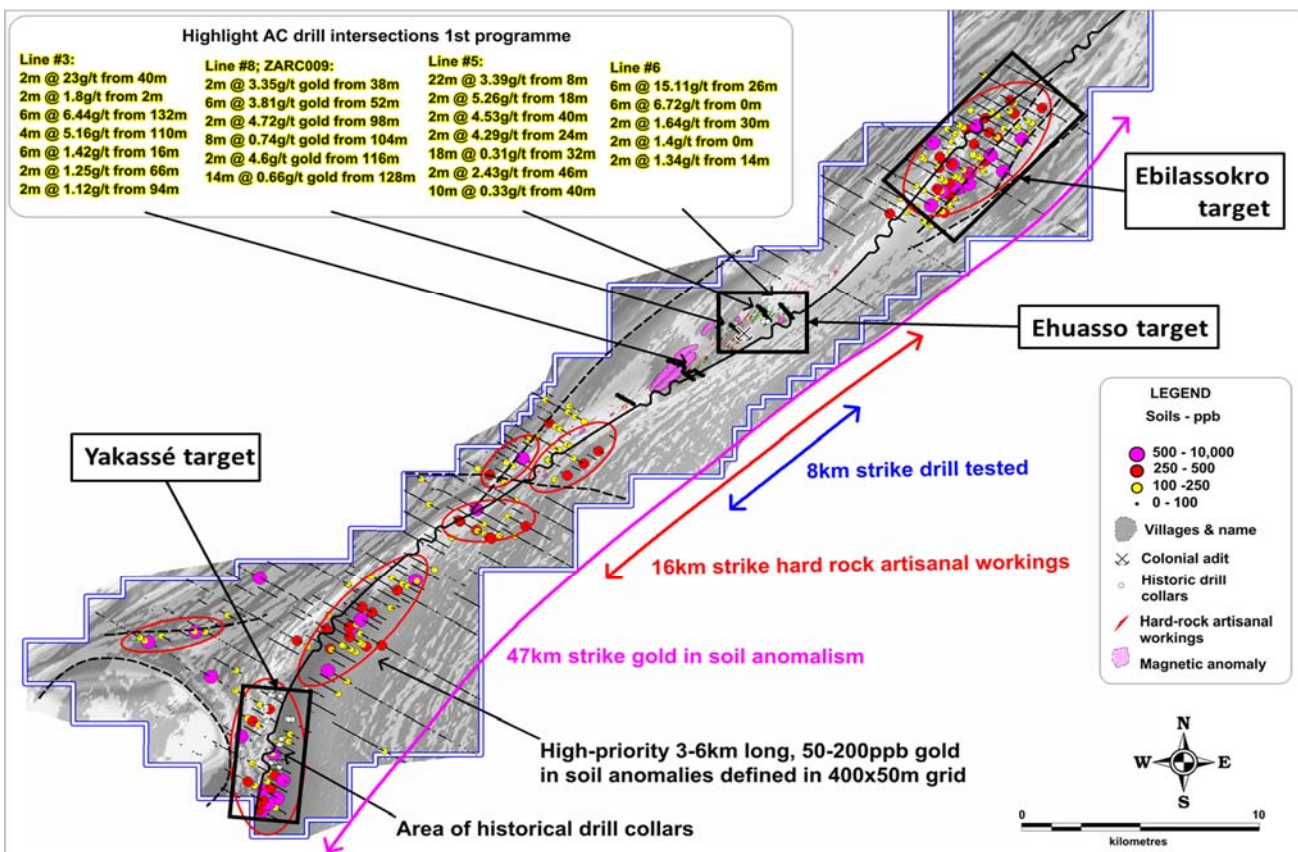 Highlight AC drill intersections 1st programme
Line #3:
2m @ 23g/t from 40m
2m @ 1.8g/t from 2m
6m @ 6.44g/t from 132m
4m @ 5.16g/t from 110m
6m @ 1.42g/t from 16m
2m @ 1.25g/t from 66m
2m @ 1.12g/t from 94m
Line #8; ZARC009:
2m @ 3.35g/t gold from 38m
6m @ 3.81g/t gold from 52m
2m @ 4.72g/t gold from 98m
8m @ 0.74g/t gold from 104m
2m @ 4.6g/t gold from 116m
14m @ 0.66g/t gold from 128m
Line #5:
22m @ 3.39g/t from 8m
2m @ 5.26g/t from 18m
2m @ 4.53g/t from 40m
2m @ 4.29g/t from 24m
18m @ 0.31g/t from 32m
2m @ 2.43g/t from 46m
10m @ 0.33g/t from 40m
Line #6
6m @ 15.11g/t from 26m
6m @ 6.72g/t from 0m
2m @ 1.64g/t from 30m
2m @ 1.4g/t from 0m
2m @ 1.34g/t from 14m
Ebilassokro
target
Ehuasso target
Yakassé target
8km strike drill tested
16km strike hard rock artisanal workings
47km strike gold in soil anomalism
High-priority 3-6km long, 50-200ppb gold
in soil anomalies defined in 400x50m grid
Area of historical drill collars
LEGEND
Soils - ppb
500 - 10,000
250 - 500
100 -250
0 - 100
Villages & name
Colonial adit
Historic drill
collars
Hard-rock artisanal
workings
Magnetic anomaly
N
W E
S
0 10
kilometres